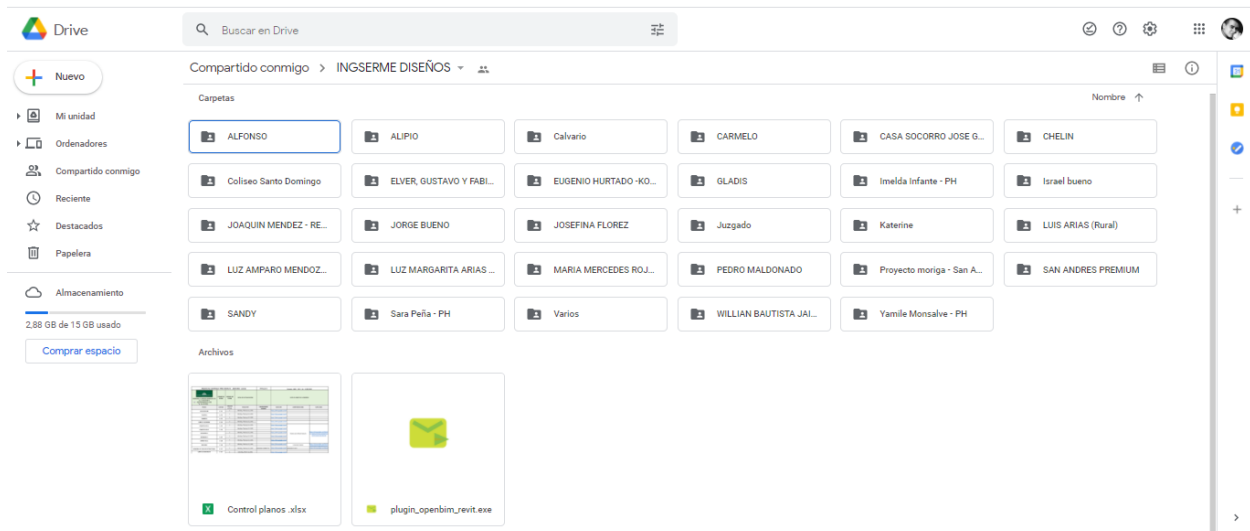 Drive
Buscar en Drive
Nuevo
Mi unidad
Ordenadores
Compartido conmigo
Reciente
Destacados
Papelera
Almacenamiento
2,88 GB de 15 GB usado
Comprar espacio
Compartido conmigo > INGSERME DISEÑOS
Carpetas
Nombre
ALFONSO
ALIPIO
Calvario
CARMELO
CASA SOCORRO JOSE G...
CHELIN
Coliseo Santo Domingo
ELVER, GUSTAVO Y FABI...
EUGENIO HURTADO -KO...
GLADIS
Imelda Infante - PH
Israel bueno
JOAQUIN MENDEZ - RE...
JORGE BUENO
JOSEFINA FLOREZ
Juzgado
Katerine
LUIS ARIAS (Rural)
LUZ AMPARO MENDOZ...
LUZ MARGARITA ARIAS ...
MARIA MERCEDES ROJ...
PEDRO MALDONADO
Proyecto moriga - San A...
SAN ANDRES PREMIUM
SANDY
Sara Peña - PH
Varios
WILLIAN BAUTISTA JAI...
Yamile Monsalve - PH
Archivos
Control planos .xlsx
plugin_openbim_revit.exe